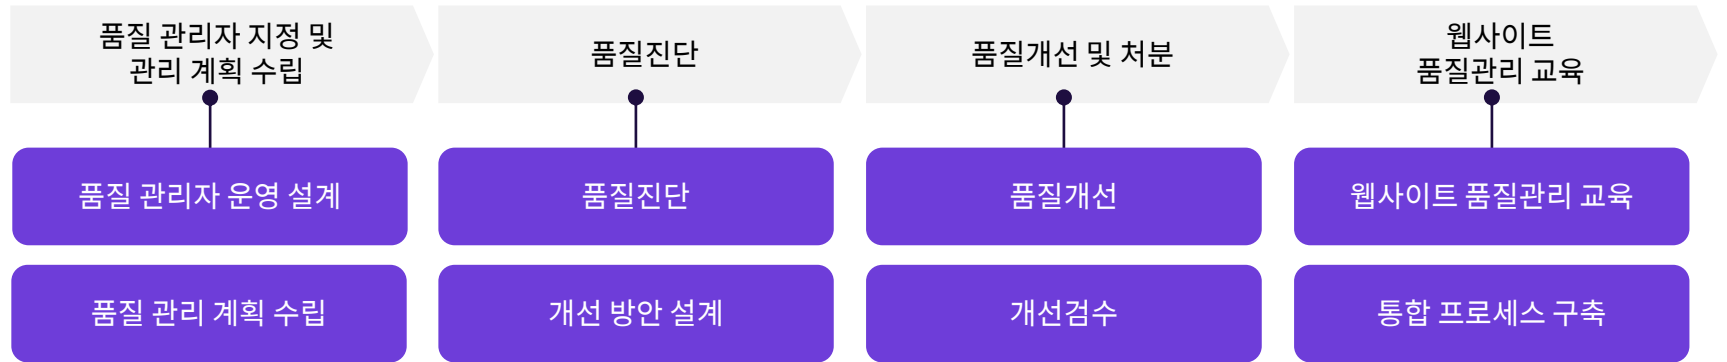 품질 관리자 지정 및
관리 계획 수립
품질진단
품질개선 및 처분
웹사이트
품질관리 교육
품질 관리자 운영 설계
품질진단
품질개선
웹사이트 품질관리 교육
품질 관리 계획 수립
개선 방안 설계
개선검수
통합 프로세스 구축